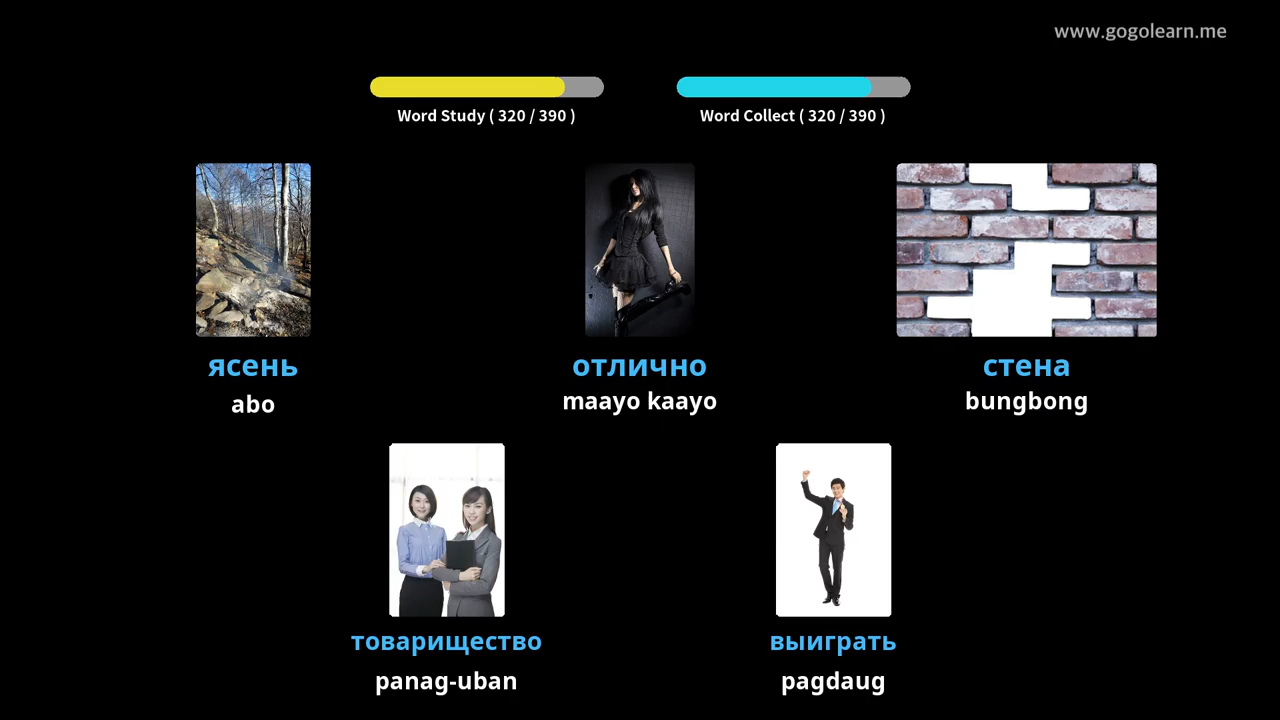 www.gogolearn.me
Word Study ( 320 / 390 )
Word Collect ( 320 / 390 )
ясень
abo
отлично
maayo kaayo
стена
bungbong
товарищество
panag-uban
выиграть
pagdaug